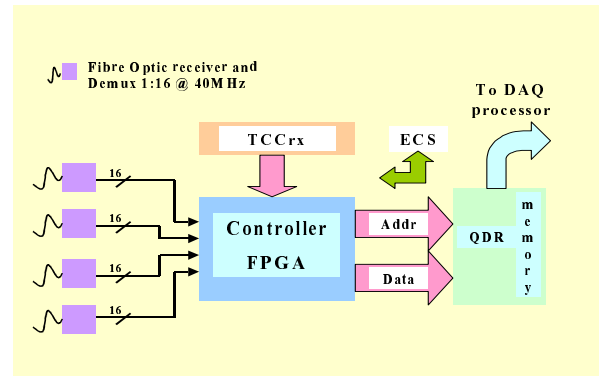 Fibre Optic receiver and
Demux 1:16 @ 40MHz
To DAQ
processor
TCCrx
ECS
16
16
16
16
Controller
FPGA
Addr
Data
QDR
memory